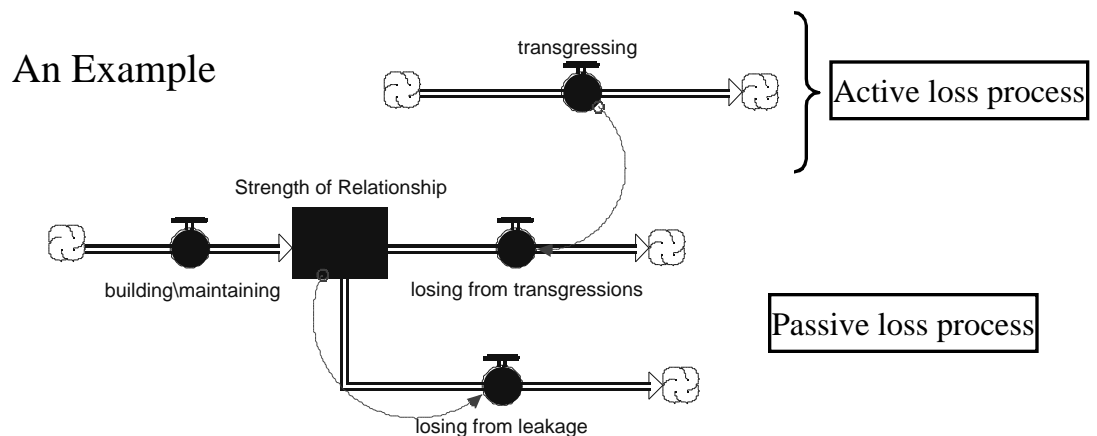 An Example
transgressing
Active loss process
Strength of Relationship
building\maintaining
losing from transgressions
Passive loss process
losing from leakage